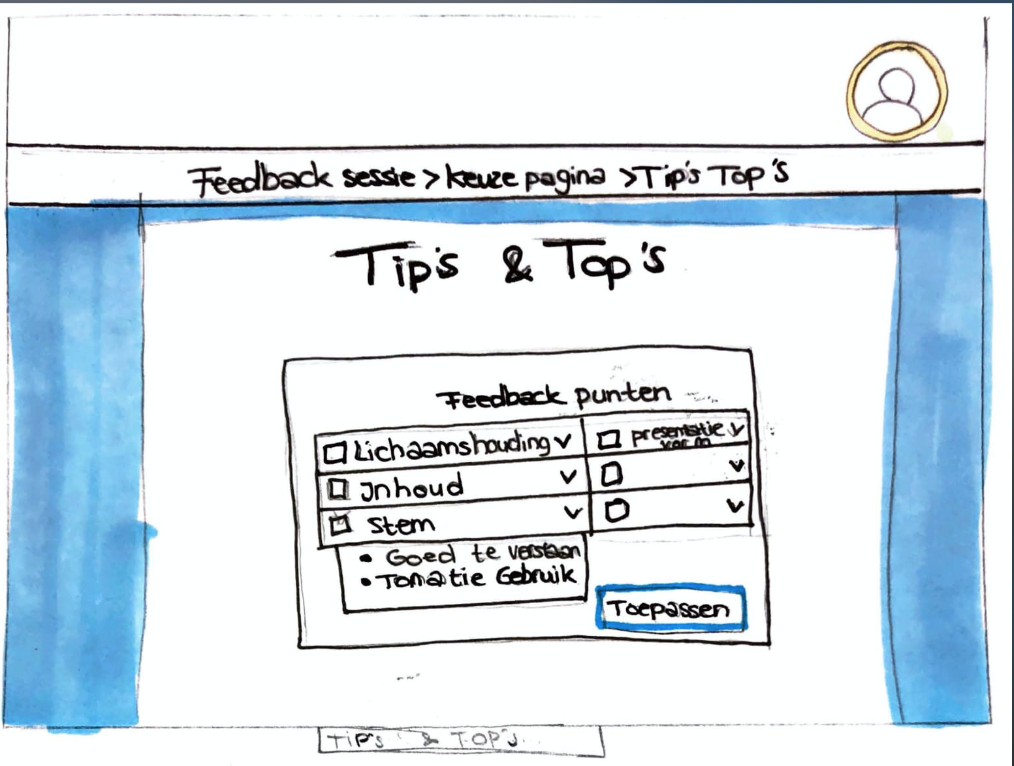 Feedback sessie > keuze pagina > Tip's Top's
Tip's & Top's
Feedback punten
Lichaamshouding
presentatie
vorm
Inhoud
Stem
• Goed te verstaan
• Tonatie Gebruik
Toepassen
TIP'S & TOP'S